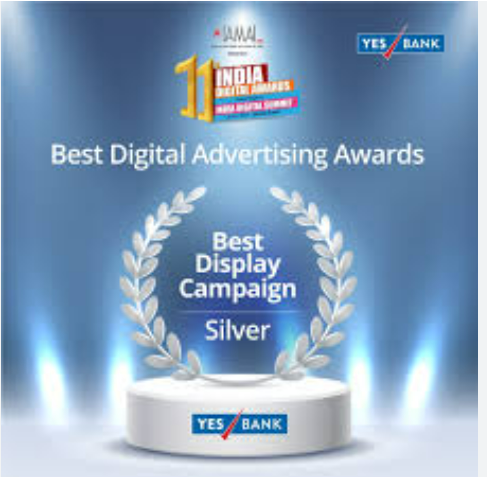 IAMAI
YES BANK
11
INDIA
DIGITAL AWARDS
INDIA DIGITAL SUMMIT
Best Digital Advertising Awards
Best
Display
Campaign
Silver
YES BANK